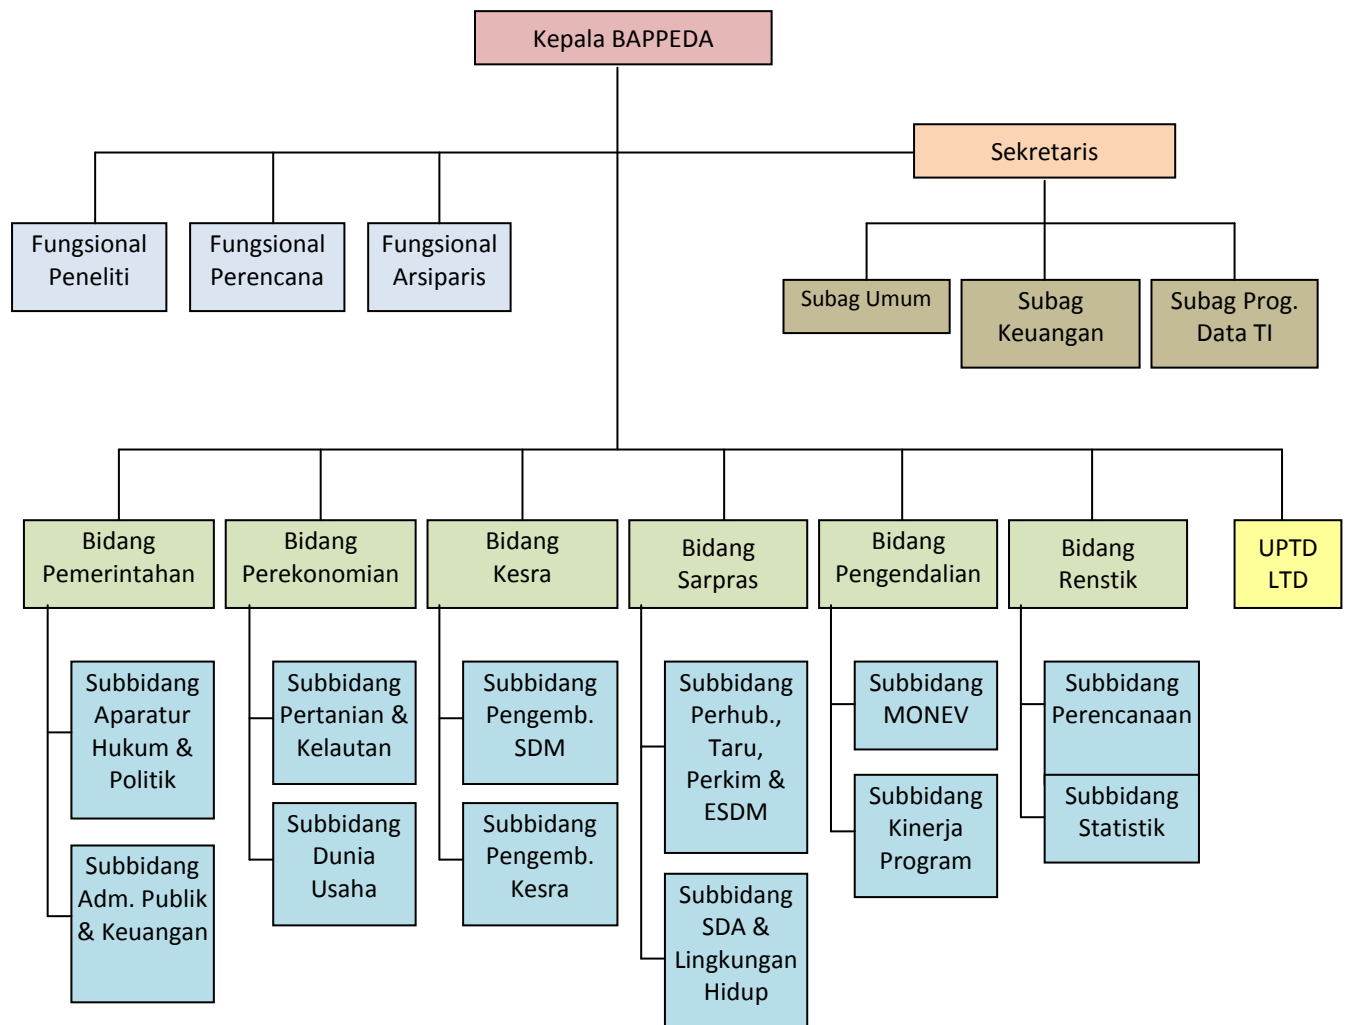 Kepala BAPPEDA
Sekretaris
Fungsional
Peneliti
Fungsional
Perencana
Fungsional
Arsiparis
Subag Umum
Subag
Keuangan
Subag Prog.
Data TI
Bidang
Pemerintahan
Bidang
Perekonomian
Bidang
Kesra
Bidang
Sarpras
Bidang
Pengendalian
Bidang
Renstik
UPTD
LTD
Subbidang
Aparatur
Hukum &
Politik
Subbidang
Adm. Publik
& Keuangan
Subbidang
Pertanian &
Kelautan
Subbidang
Dunia
Usaha
Subbidang
Pengemb.
SDM
Subbidang
Pengemb.
Kesra
Subbidang
Perhub.,
Taru,
Perkim &
ESDM
Subbidang
SDA &
Lingkungan
Hidup
Subbidang
MONEV
Subbidang
Kinerja
Program
Subbidang
Perencanaan
Subbidang
Statistik